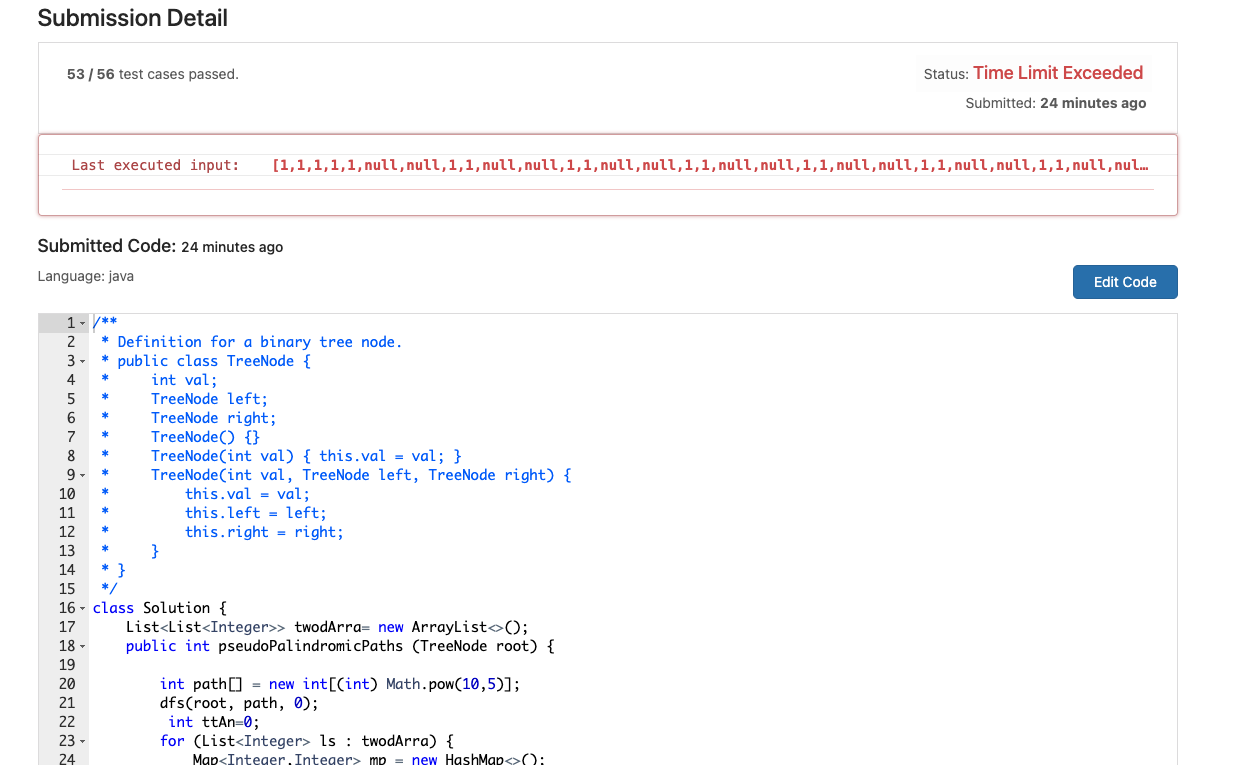 Submission Detail
53 / 56 test cases passed.
Status: Time Limit Exceeded
Submitted: 24 minutes ago
Last executed input: [1,1,1,1,1,null,null,1,1,null,null,1,1,null,null,1,1,null,null,1,1,null,null,1,1,null,null,1,1,null,nul…
Submitted Code: 24 minutes ago
Language: java
Edit Code
1 /**
2  * Definition for a binary tree node.
3  * public class TreeNode {
4  *     int val;
5  *     TreeNode left;
6  *     TreeNode right;
7  *     TreeNode() {}
8  *     TreeNode(int val) { this.val = val; }
9  *     TreeNode(int val, TreeNode left, TreeNode right) {
10  *         this.val = val;
11  *         this.left = left;
12  *         this.right = right;
13  *     }
14  * }
15  */
16 class Solution {
17     List<List<Integer>> twodArra= new ArrayList<>();
18     public int pseudoPalindromicPaths (TreeNode root) {
19
20         int path[] = new int[(int) Math.pow(10,5)];
21         dfs(root, path, 0);
22          int ttAn=0;
23         for (List<Integer> ls : twodArra) {
24             Map<Integer,Integer> mp = new HashMap<>();